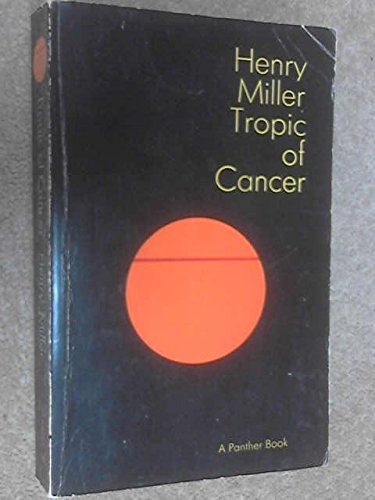 Henry
Miller
Tropic
of
Cancer
A Panther Book